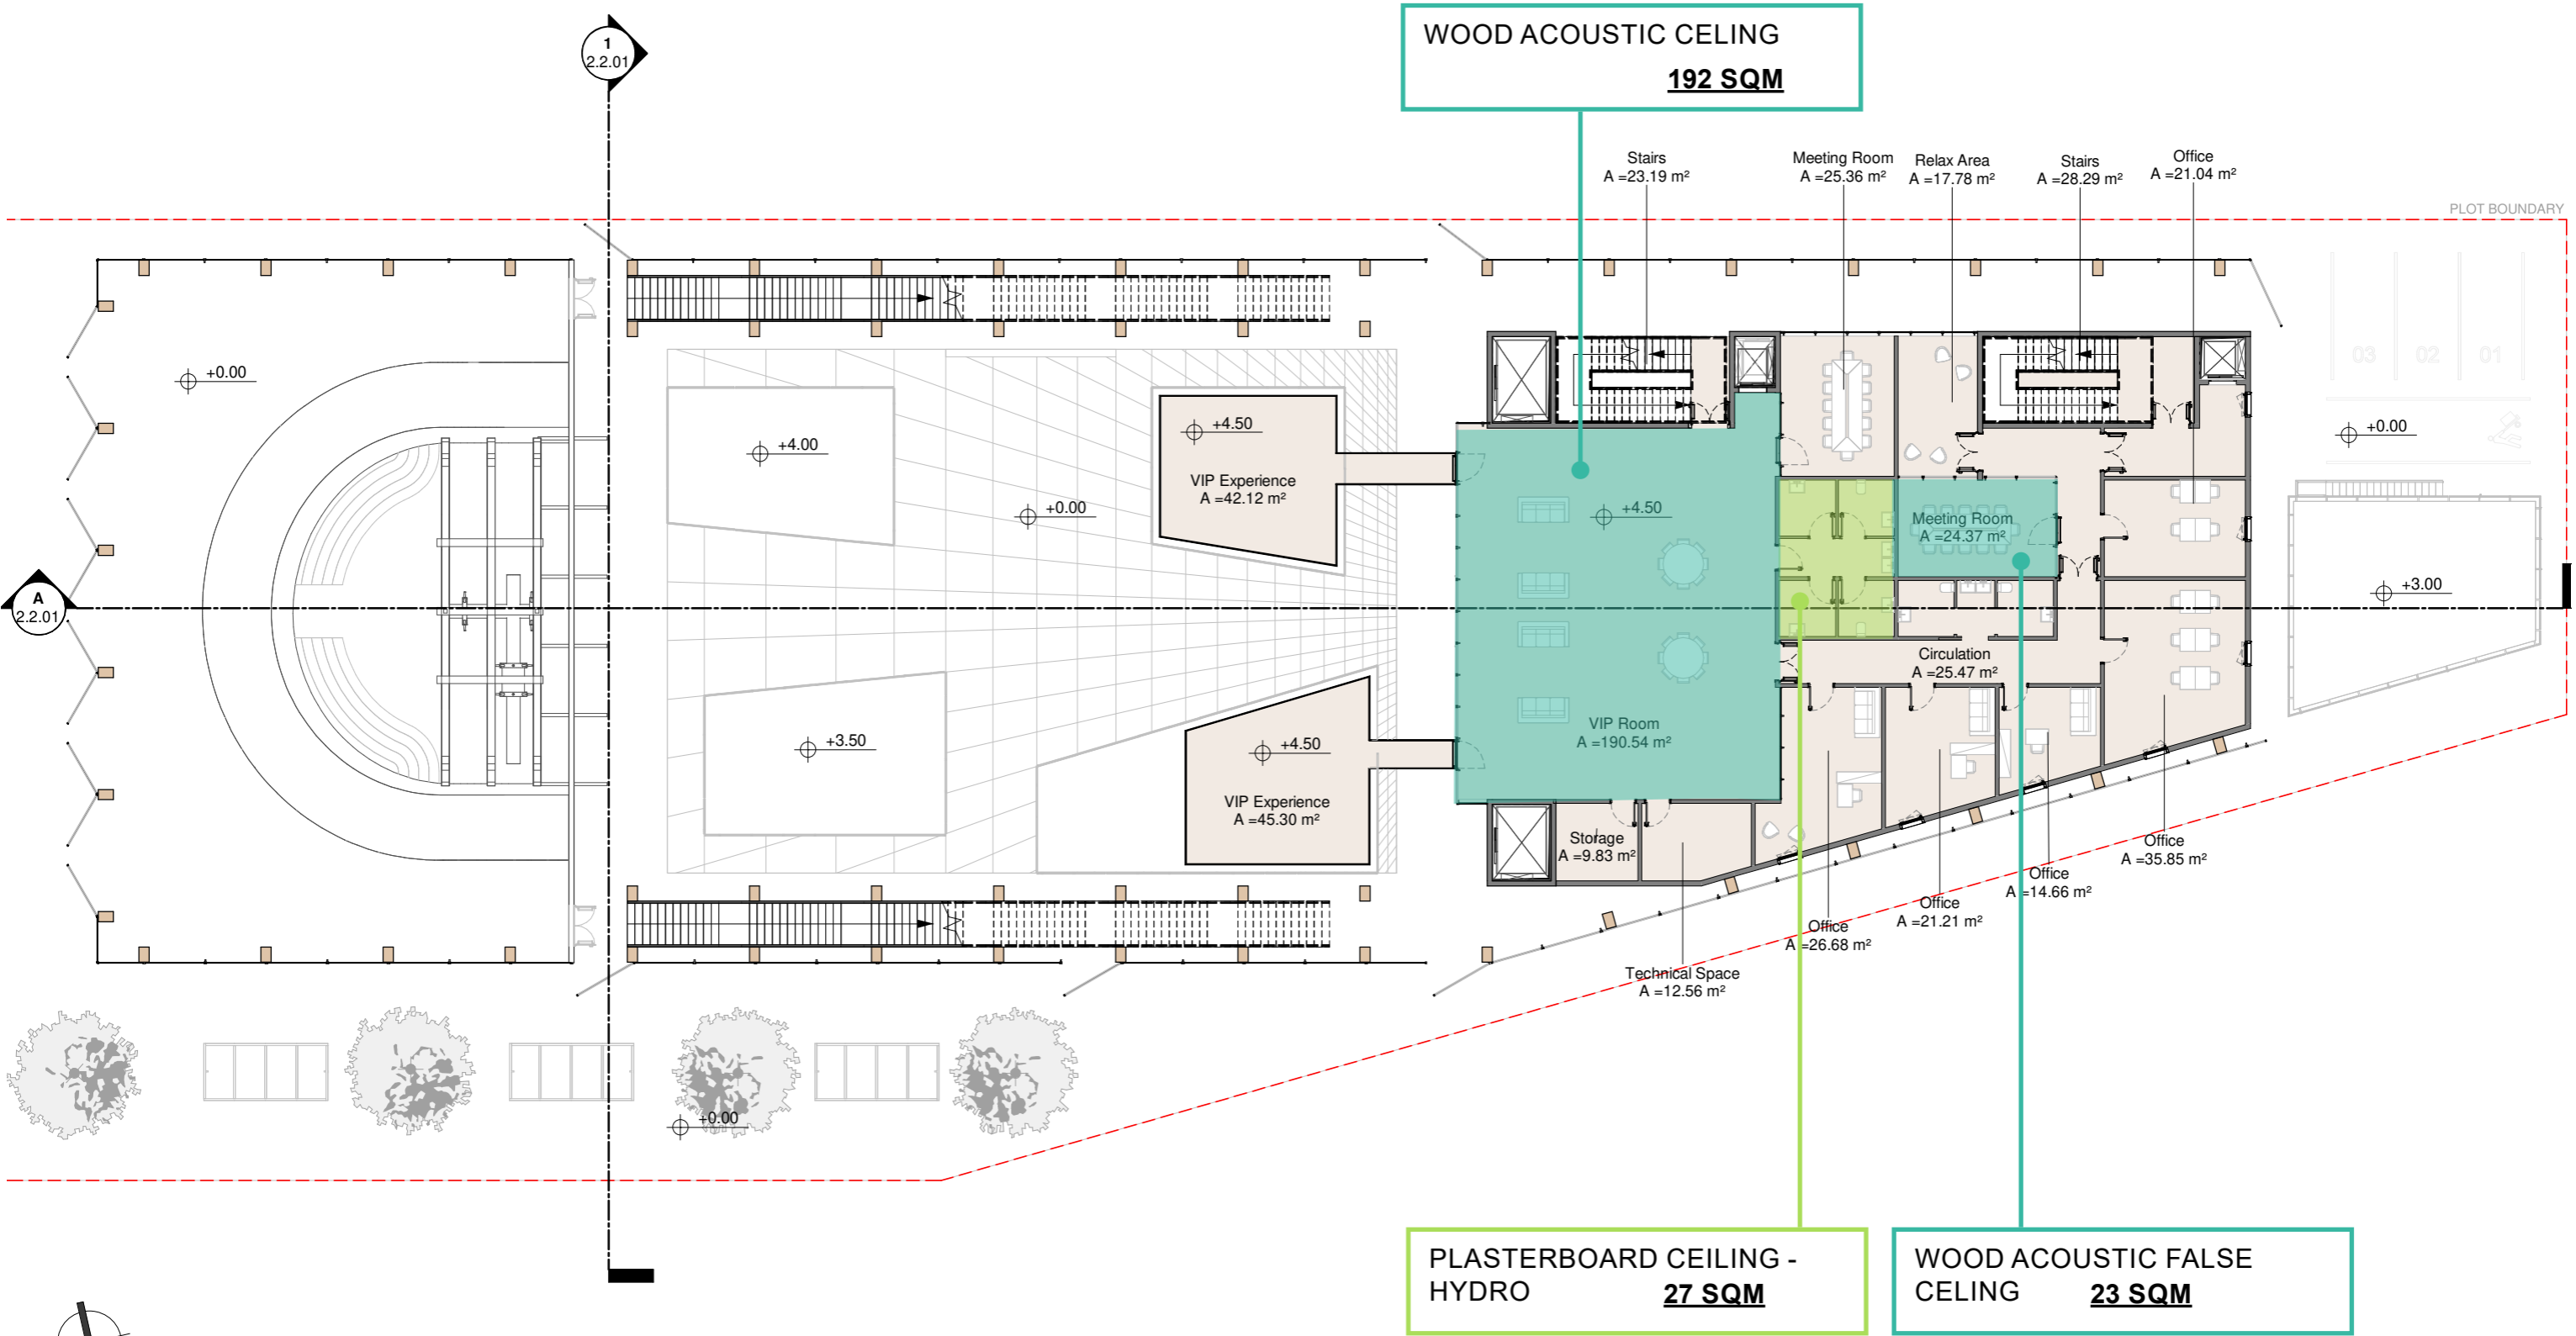 WOOD ACOUSTIC CELING
192 SQM
1
2.2.01
Stairs
A =23.19 m²
Meeting Room
A =25.36 m²
Relax Area
A =17.78 m²
Stairs
A =28.29 m²
Office
A =21.04 m²
PLOT BOUNDARY
03
02
01
+0.00
+4.00
+4.50
VIP Experience
A =42.12 m²
+0.00
+4.50
Meeting Room
A =24.37 m²
+0.00
+3.00
A
2.2.01
Circulation
A =25.47 m²
+3.50
+4.50
VIP Experience
A =45.30 m²
VIP Room
A =190.54 m²
Storage
A =9.83 m²
Office
A =35.85 m²
Office
A =14.66 m²
Office
A =21.21 m²
Office
A =26.68 m²
Technical Space
A =12.56 m²
+0.00
PLASTERBOARD CEILING -
HYDRO 27 SQM
WOOD ACOUSTIC FALSE
CELING 23 SQM